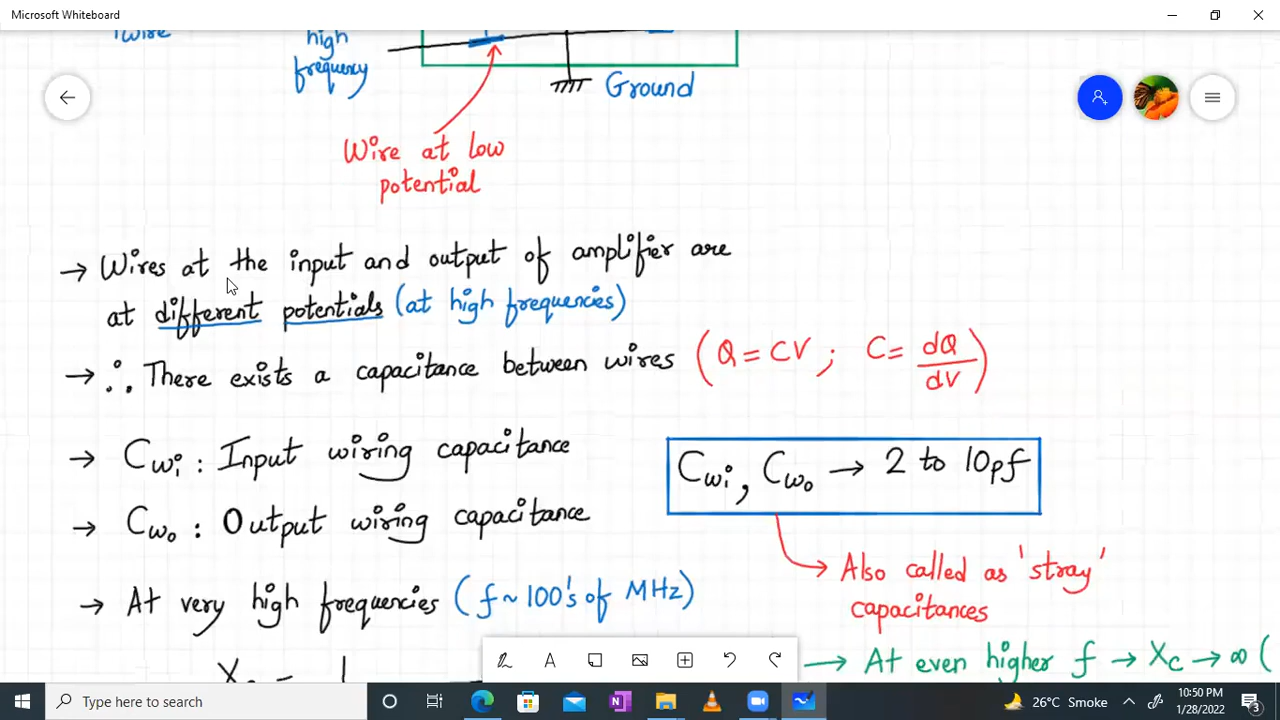 Microsoft Whiteboard
wire
high
frequency
Ground
Wire at low
potential
→ Wires at the input and output of amplifier are
at different potentials (at high frequencies)
→ ∴ There exists a capacitance between wires (Q = CV ; C = dQ/dV)
→ Cwi : Input wiring capacitance
Cwi, Cwo → 2 to 10pf
→ Cwo : Output wiring capacitance
→ Also called as 'stray'
capacitances
→ At very high frequencies (f ~ 100's of MHz)
→ At even higher f → Xc → ∞ (
Type here to search
26°C Smoke
10:50 PM
1/28/2022
3